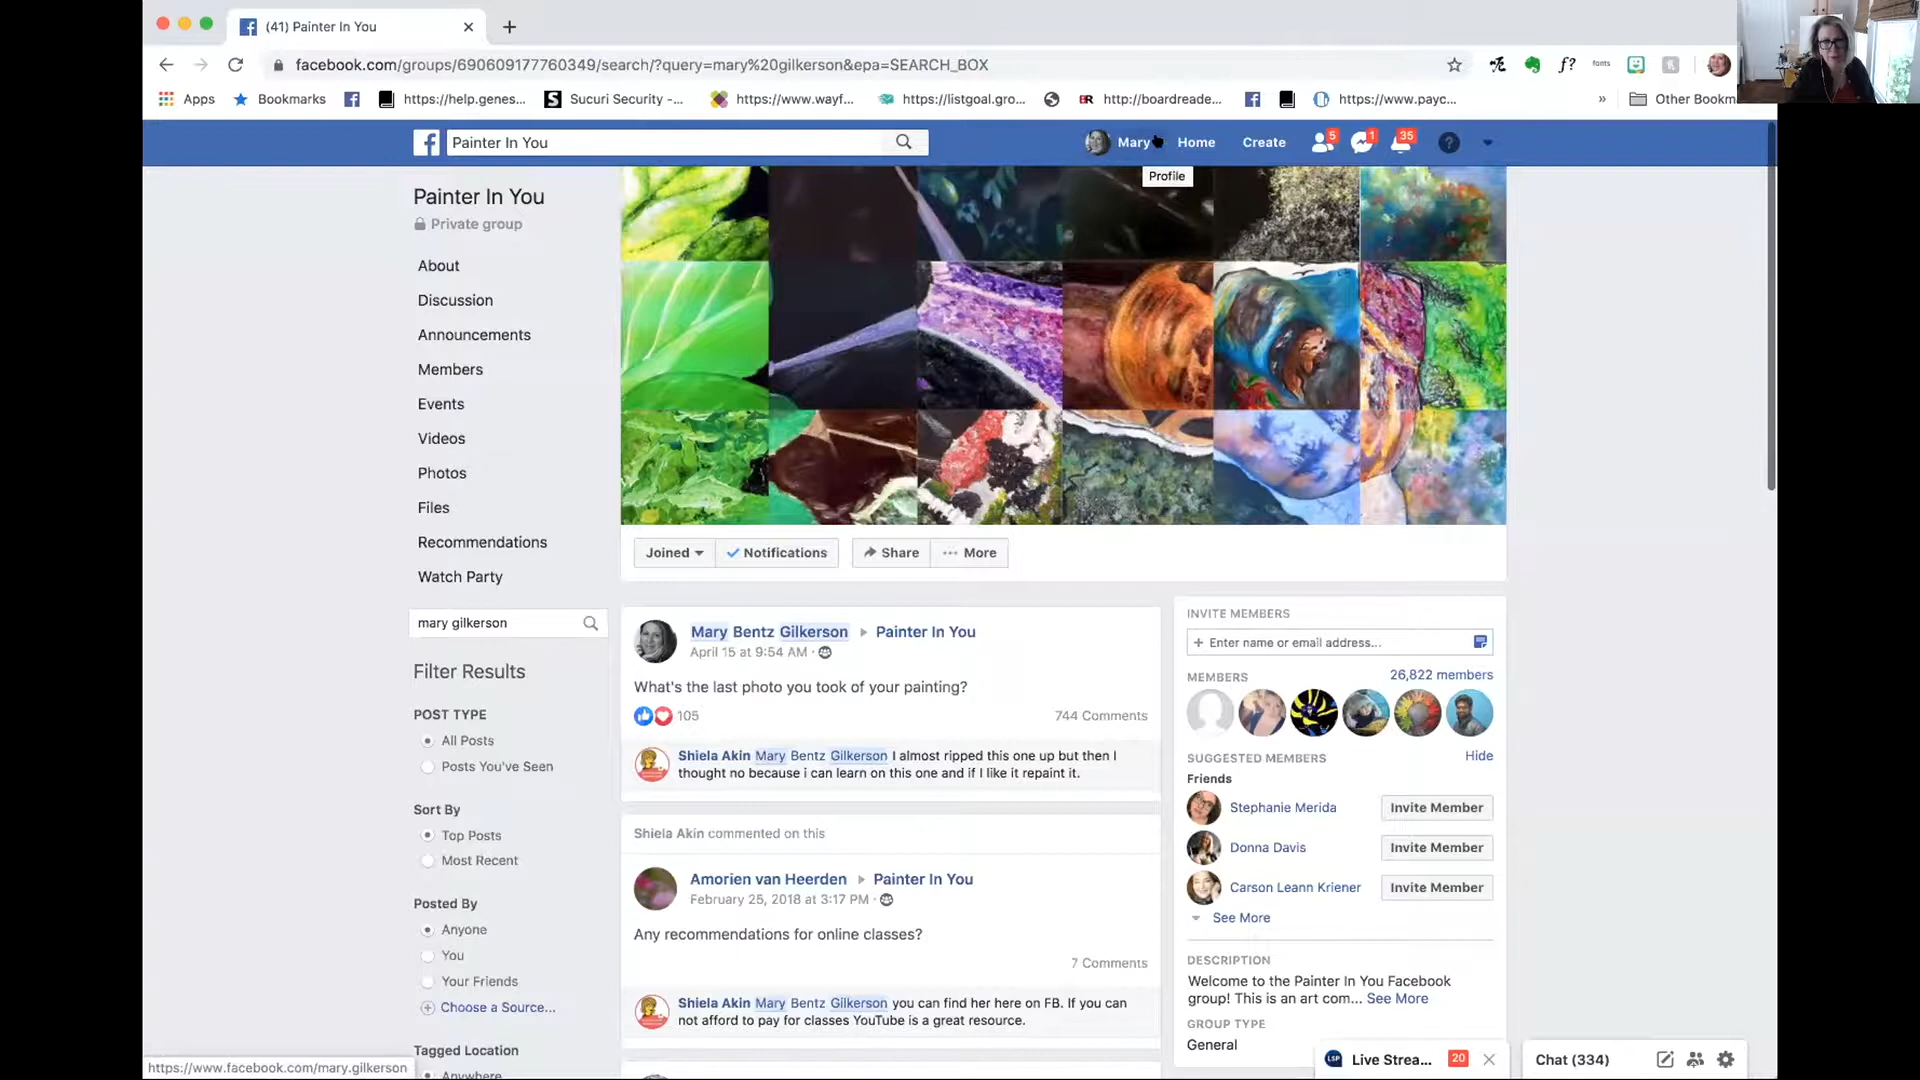 (41) Painter In You
facebook.com/groups/690609177760349/search/?query=mary%20gilkerson&epa=SEARCH_BOX
f?
fonts
Apps
Bookmarks
https://help.genes...
Sucuri Security -...
https://www.wayf...
https://listgoal.gro...
http://boardreade...
https://www.payc...
»
Other Bookm
Painter In You
Mary
Home
Create
5
1
35
Profile
Painter In You
Private group
About
Discussion
Announcements
Members
Events
Videos
Photos
Files
Recommendations
Watch Party
mary gilkerson
Filter Results
POST TYPE
All Posts
Posts You've Seen
Sort By
Top Posts
Most Recent
Posted By
Anyone
You
Your Friends
Choose a Source...
Tagged Location
Anywhere
https://www.facebook.com/mary.gilkerson
Joined
Notifications
Share
More
Mary Bentz Gilkerson ▸ Painter In You
April 15 at 9:54 AM ·
What's the last photo you took of your painting?
105
744 Comments
Shiela Akin Mary Bentz Gilkerson I almost ripped this one up but then I
thought no because i can learn on this one and if I like it repaint it.
Shiela Akin commented on this
Amorien van Heerden ▸ Painter In You
February 25, 2018 at 3:17 PM ·
Any recommendations for online classes?
7 Comments
Shiela Akin Mary Bentz Gilkerson you can find her here on FB. If you can
not afford to pay for classes YouTube is a great resource.
INVITE MEMBERS
+ Enter name or email address...
MEMBERS
26,822 members
SUGGESTED MEMBERS
Hide
Friends
Stephanie Merida
Invite Member
Donna Davis
Invite Member
Carson Leann Kriener
Invite Member
See More
DESCRIPTION
Welcome to the Painter In You Facebook
group! This is an art com... See More
GROUP TYPE
General
LSP
Live Strea...
20
Chat (334)